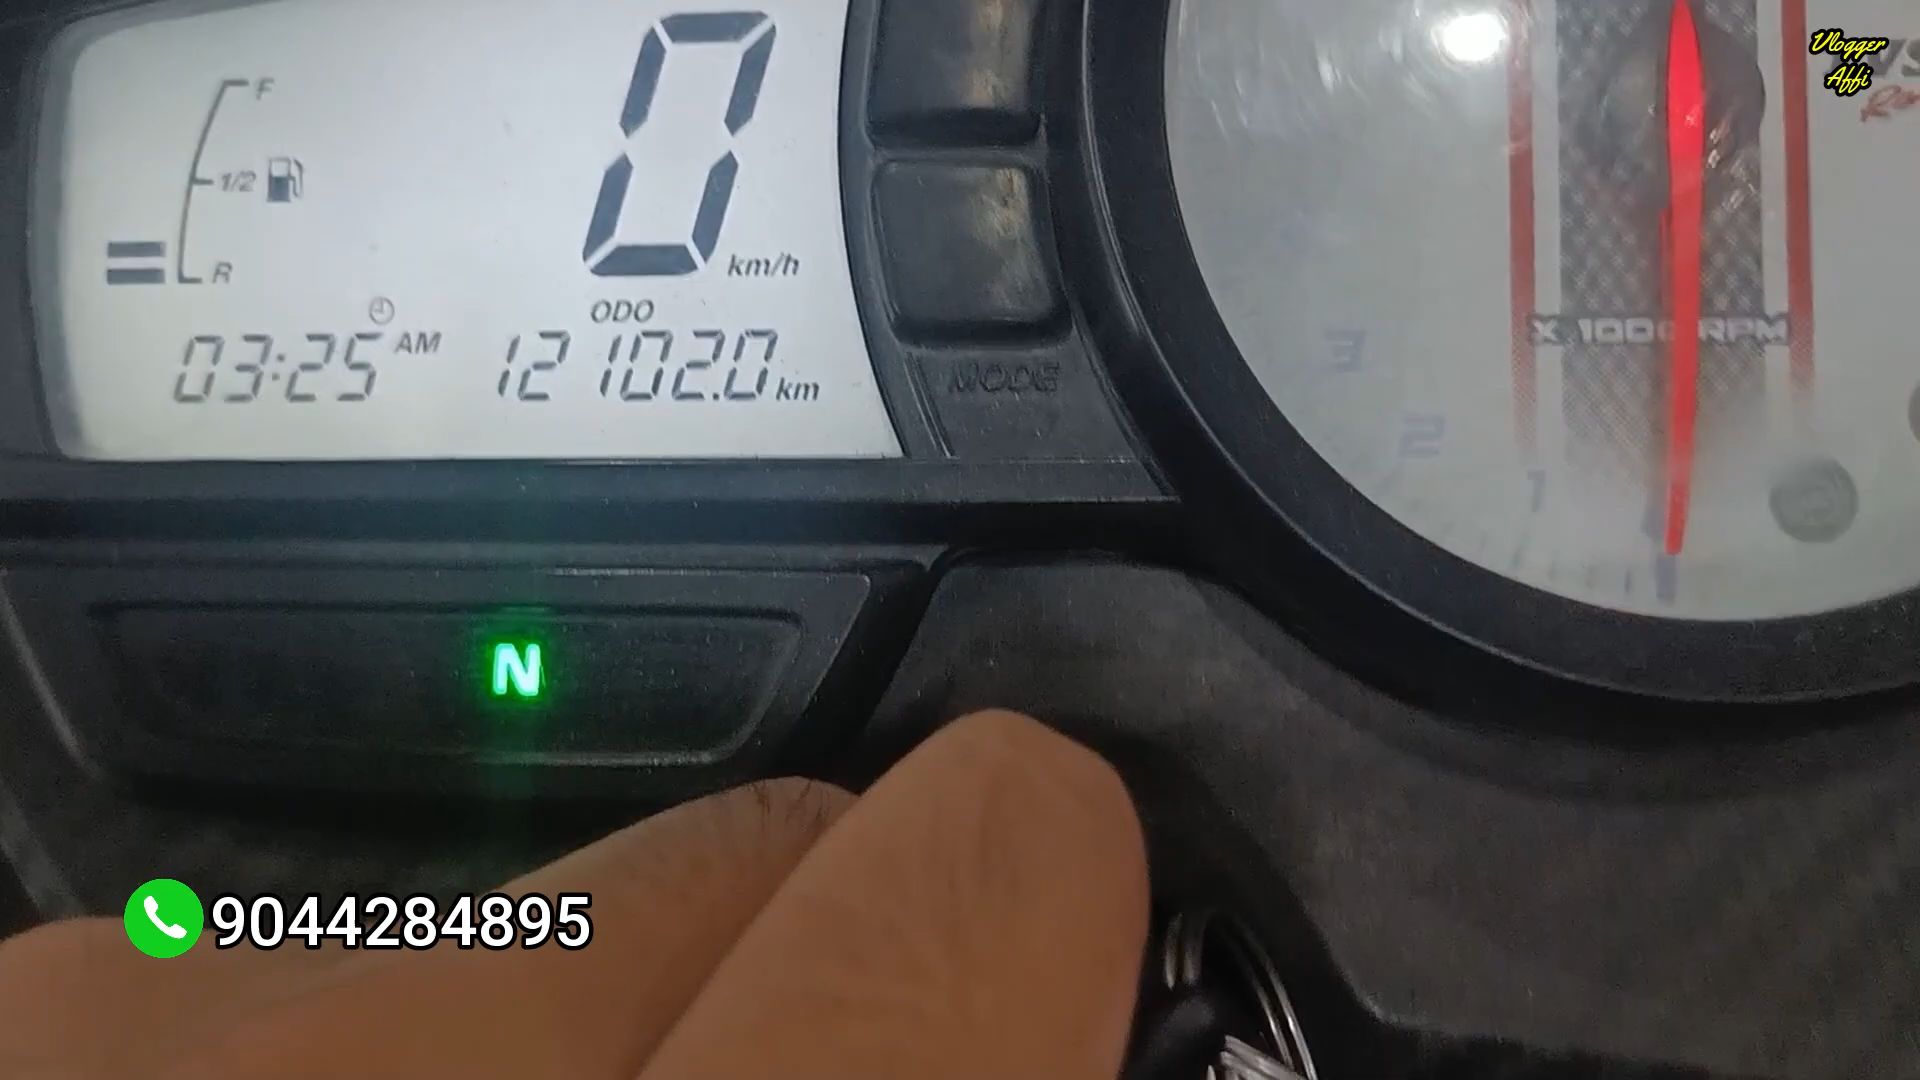 F
1/2
R
0
km/h
ODO
03:25 AM
12102.0 km
MODE
N
X 1000 RPM
3
2
1
Vlogger
Affi
9044284895